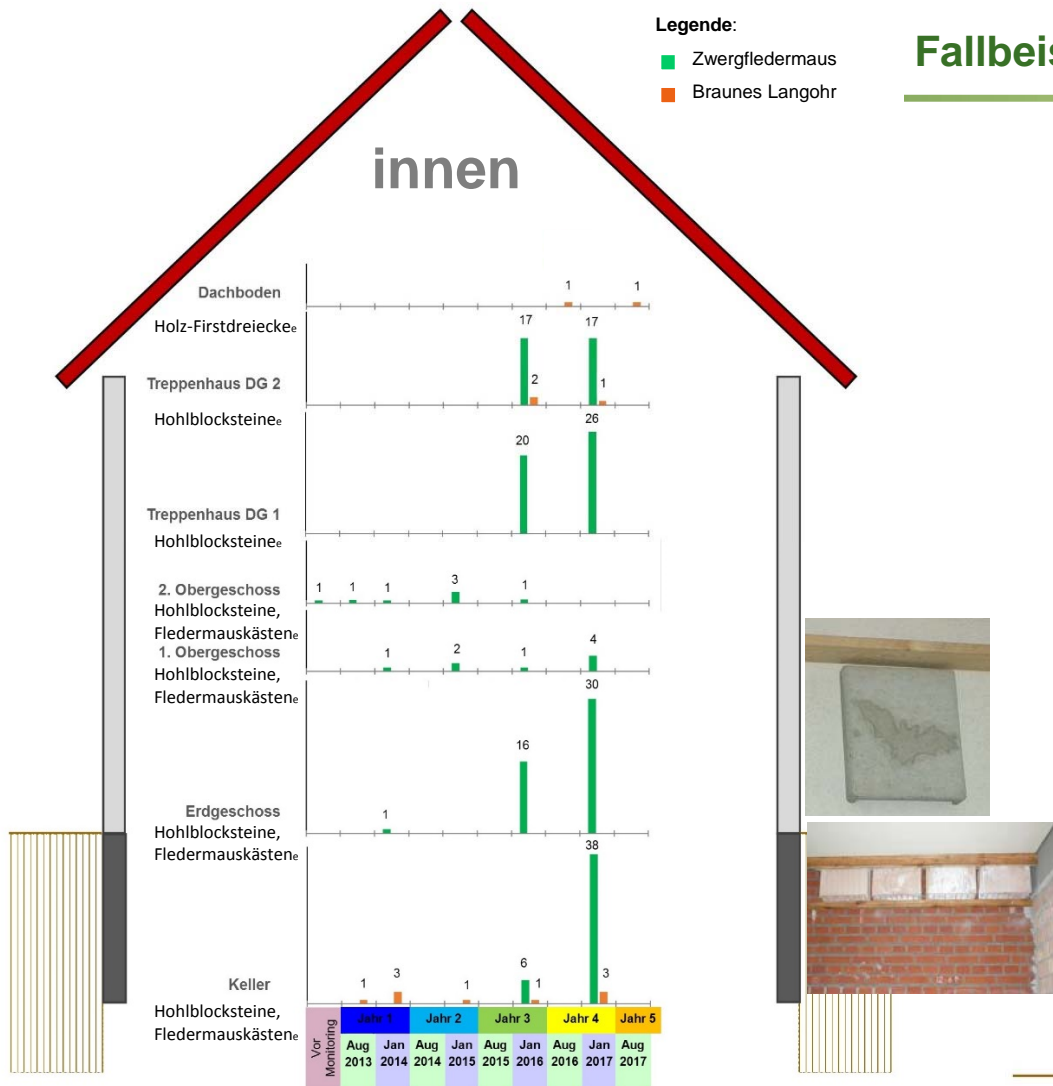 Legende:
Zwergfledermaus
Braunes Langohr
Fallbeis
innen
Dachboden
1 1
Holz-Firstdreiecke
17 17
2 1
Treppenhaus DG 2
Hohlblocksteine
20 26
Treppenhaus DG 1
Hohlblocksteine
2. Obergeschoss
1 1 1 3 1
Hohlblocksteine,
Fledermauskästen
1. Obergeschoss
1 2 1 4
Hohlblocksteine,
Fledermauskästen
1 16 30
Erdgeschoss
Hohlblocksteine,
Fledermauskästen
38
Keller
1 3 1 6 1 3
Hohlblocksteine,
Fledermauskästen
Vor
Monitoring
Jahr 1 Jahr 2 Jahr 3 Jahr 4 Jahr 5
Aug Jan Aug Jan Aug Jan Aug Jan Aug
2013 2014 2014 2015 2015 2016 2016 2017 2017